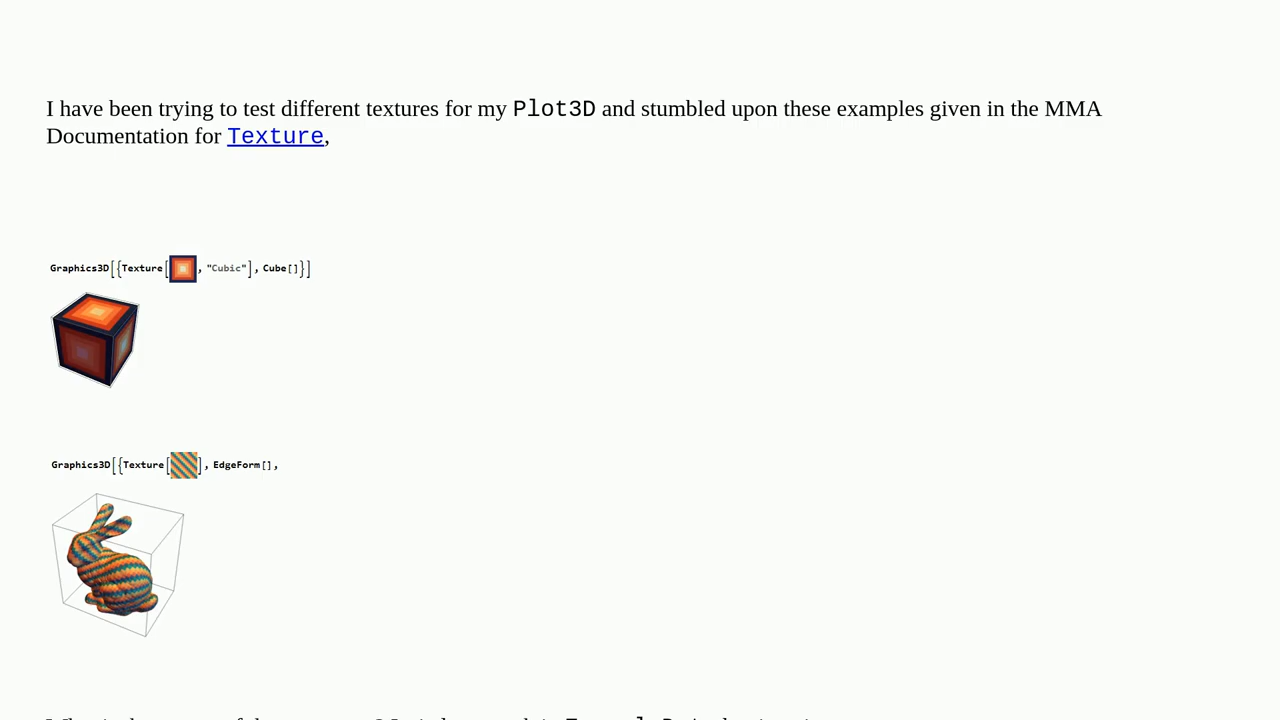 I have been trying to test different textures for my Plot3D and stumbled upon these examples given in the MMA
Documentation for Texture,
Graphics3D[{Texture[, "Cubic"], Cube[]}]
Graphics3D[{Texture[], EdgeForm[],